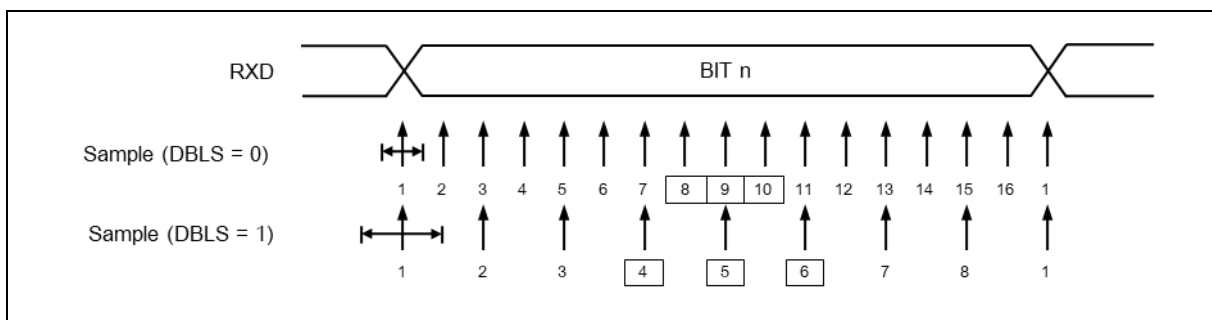 RXD BIT n
Sample (DBLS = 0)
1 2 3 4 5 6 7 8 9 10 11 12 13 14 15 16 1
Sample (DBLS = 1)
1 2 3 4 5 6 7 8 1